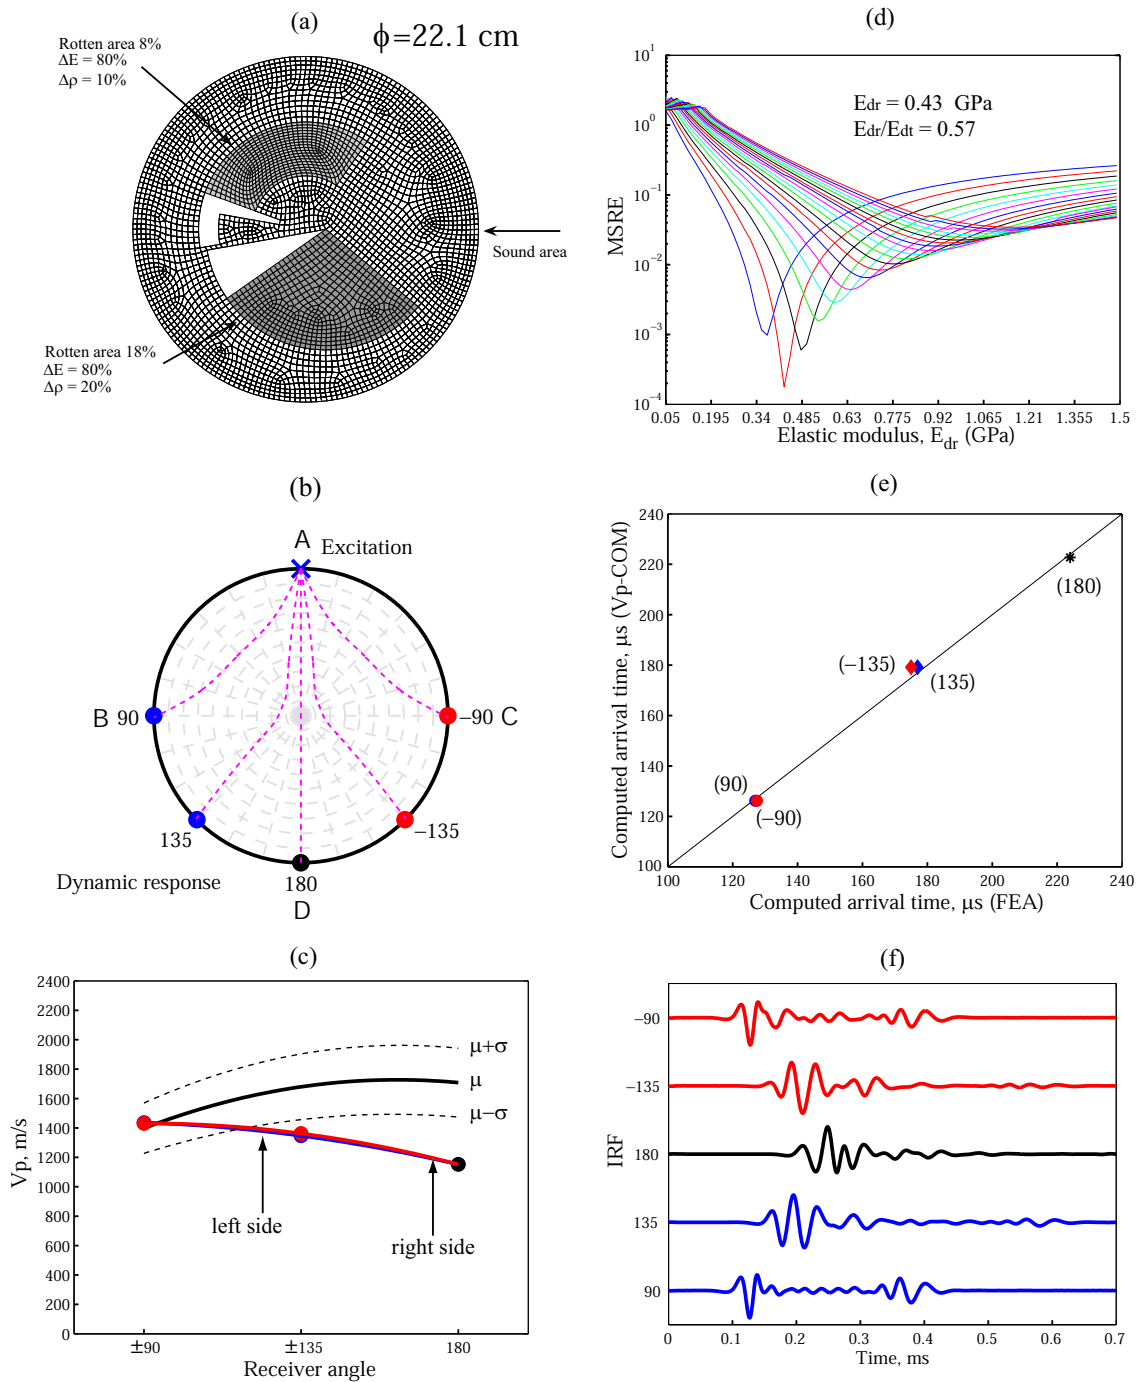 (a)
ϕ=22.1 cm
Rotten area 8%
ΔE = 80%
Δρ = 10%
Sound area
Rotten area 18%
ΔE = 80%
Δρ = 20%
(b)
A
Excitation
B 90
−90 C
135
−135
Dynamic response
180
D
(c)
Vp, m/s
2400
2200
2000
1800
1600
1400
1200
1000
800
600
400
200
0
μ+σ
μ
μ−σ
left side
right side
±90
±135
180
Receiver angle
(d)
MSRE
10^1
10^0
10^−1
10^−2
10^−3
10^−4
Edr = 0.43 GPa
Edr/Edt = 0.57
0.05 0.195 0.34 0.485 0.63 0.775 0.92 1.065 1.21 1.355 1.5
Elastic modulus, E_dr (GPa)
(e)
Computed arrival time, μs (Vp-COM)
240
220
200
180
160
140
120
100
(180)
(−135)
(135)
(90)
(−90)
100 120 140 160 180 200 220 240
Computed arrival time, μs (FEA)
(f)
IRF
−90
−135
180
135
90
0 0.1 0.2 0.3 0.4 0.5 0.6 0.7
Time, ms